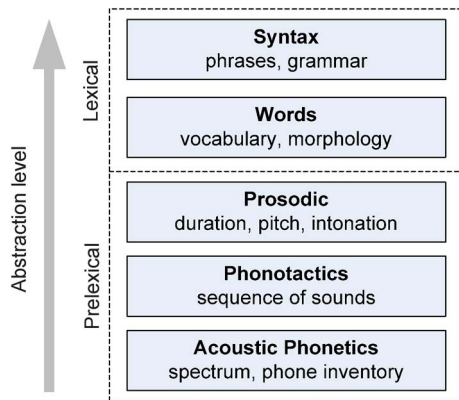 Abstraction level
Lexical
Syntax
phrases, grammar
Words
vocabulary, morphology
Prelexical
Prosodic
duration, pitch, intonation
Phonotactics
sequence of sounds
Acoustic Phonetics
spectrum, phone inventory